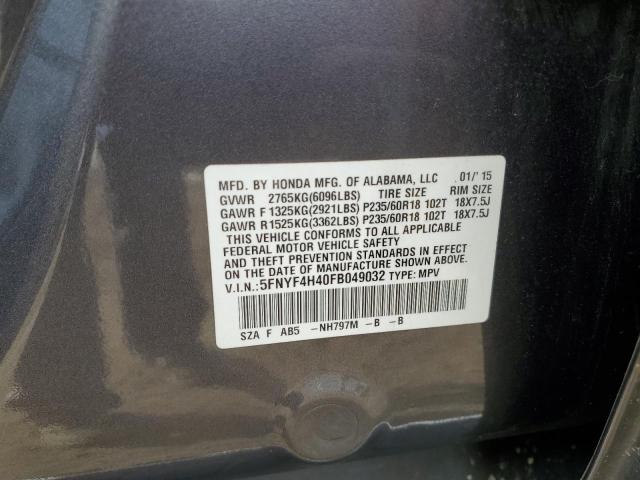 MFD. BY HONDA MFG. OF ALABAMA, LLC 01/'15
GVWR 2765KG(6096LBS) TIRE SIZE RIM SIZE
GAWR F 1325KG(2921LBS) P235/60R18 102T 18X7.5J
GAWR R1525KG(3362LBS) P235/60R18 102T 18X7.5J
THIS VEHICLE CONFORMS TO ALL APPLICABLE
FEDERAL MOTOR VEHICLE SAFETY
AND THEFT PREVENTION STANDARDS IN EFFECT
ON THE DATE OF MANUFACTURE SHOWN ABOVE.
V.I.N.: 5FNYF4H40FB049032 TYPE: MPV
SZA F AB5 -NH797M -B -B